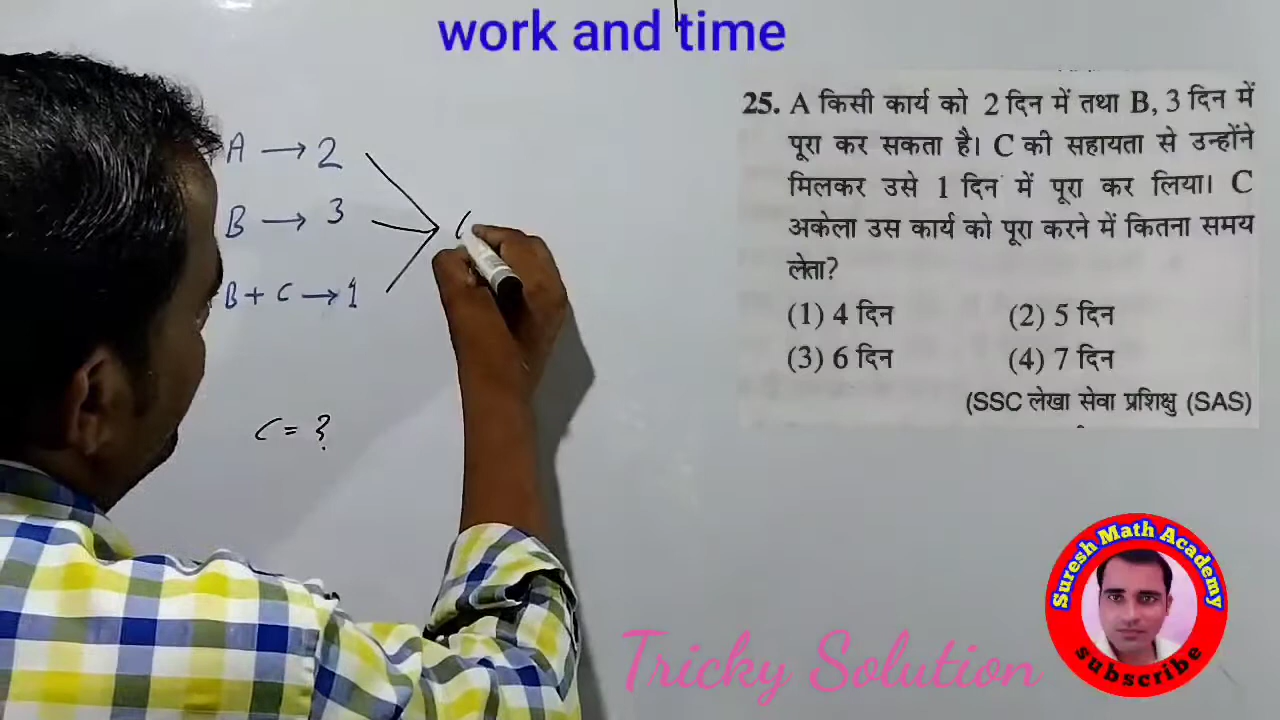 work and time
A → 2
B → 3
B + C → 1
C = ?
25. A किसी कार्य को 2 दिन में तथा B, 3 दिन में
पूरा कर सकता है। C की सहायता से उन्होंने
मिलकर उसे 1 दिन में पूरा कर लिया। C
अकेला उस कार्य को पूरा करने में कितना समय
लेता?
(1) 4 दिन (2) 5 दिन
(3) 6 दिन (4) 7 दिन
(SSC लेखा सेवा प्रशिक्षु (SAS)
Suresh Math Academy
subscribe
Tricky Solution